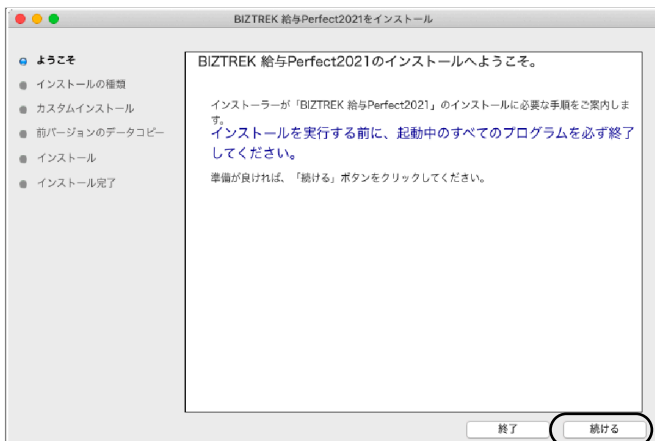 BIZTREK 給与Perfect2021をインストール
ようこそ
インストールの種類
カスタムインストール
前バージョンのデータコピー
インストール
インストール完了
BIZTREK 給与Perfect2021のインストールへようこそ。
インストーラーが「BIZTREK 給与Perfect2021」のインストールに必要な手順をご案内しま
す。
インストールを実行する前に、起動中のすべてのプログラムを必ず終了
してください。
準備が良ければ、「続ける」ボタンをクリックしてください。
終了
続ける